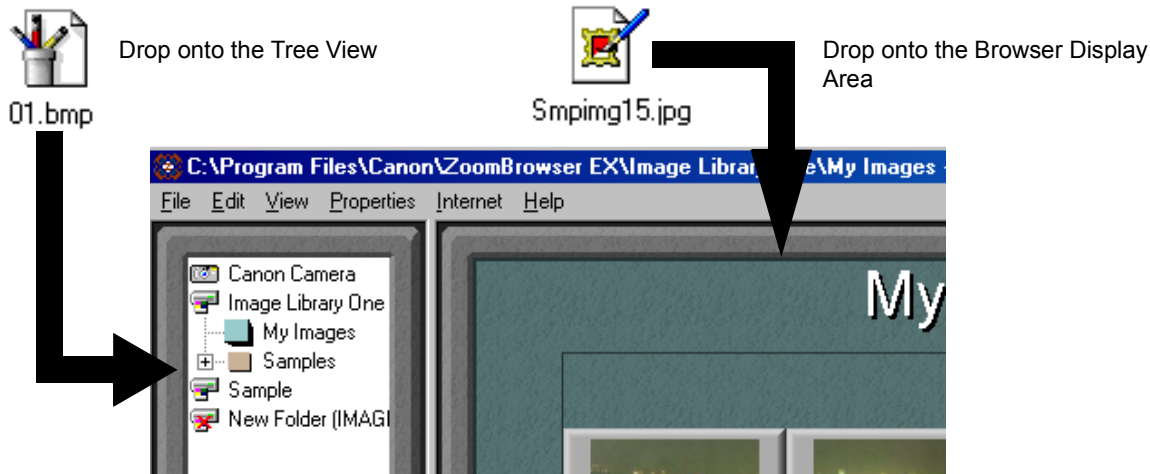 Drop onto the Tree View
Drop onto the Browser Display
Area
01.bmp
Smpimg15.jpg
C:\Program Files\Canon\ZoomBrowser EX\Image Librar e\My Images -
File Edit View Properties Internet Help
Canon Camera
Image Library One
My Images
Samples
Sample
New Folder (IMAGI
My